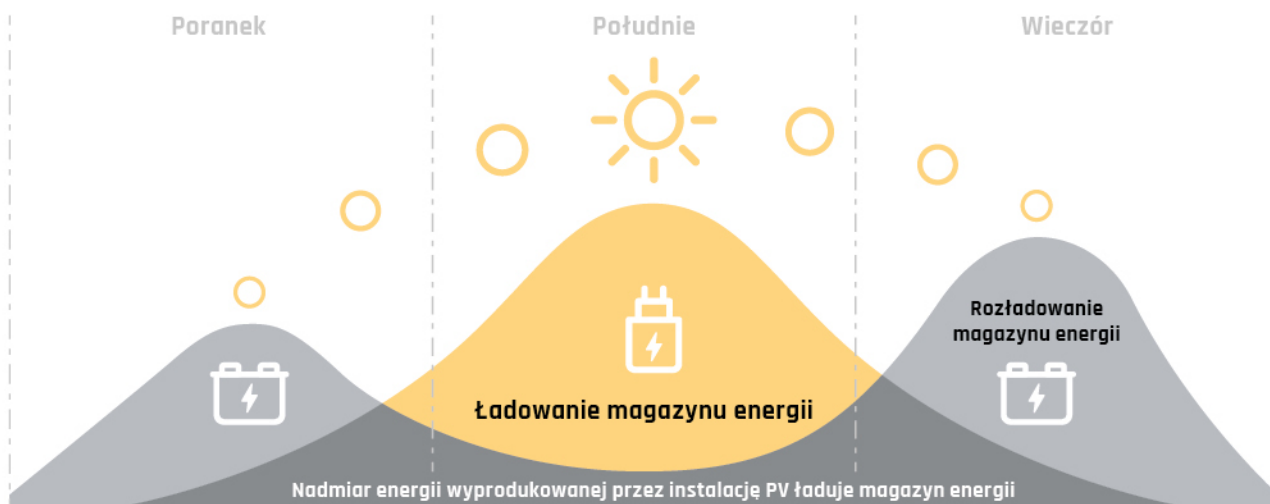 Poranek
Południe
Wieczór
Rozładowanie
magazynu energii
Ładowanie magazynu energii
Nadmiar energii wyprodukowanej przez instalację PV ładuje magazyn energii